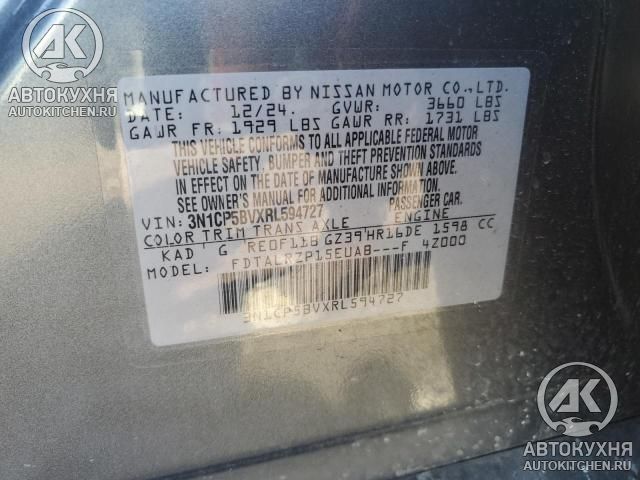 AK
АВТОКУХНЯ
AUTOKITCHEN.RU
MANUFACTURED BY NISSAN MOTOR CO.,LTD.
DATE: 12/24. GVWR: 3660 LBS
GAWR FR: 1929 LBS GAWR RR: 1731 LBS
THIS VEHICLE CONFORMS TO ALL APPLICABLE FEDERAL MOTOR
VEHICLE SAFETY, BUMPER AND THEFT PREVENTION STANDARDS
IN EFFECT ON THE DATE OF MANUFACTURE SHOWN ABOVE.
SEE OWNER'S MANUAL FOR ADDITIONAL INFORMATION.
VIN: 3N1CP5BVXRL594727 PASSENGER CAR.
COLOR TRIM TRANS AXLE ENGINE
KAD G RE0F11B GZ39 HR16DE 1598 CC
MODEL: FDTALRZP15EUAB---F 4Z000
3N1CP5BVXRL594727
AK
АВТОКУХНЯ
AUTOKITCHEN.RU